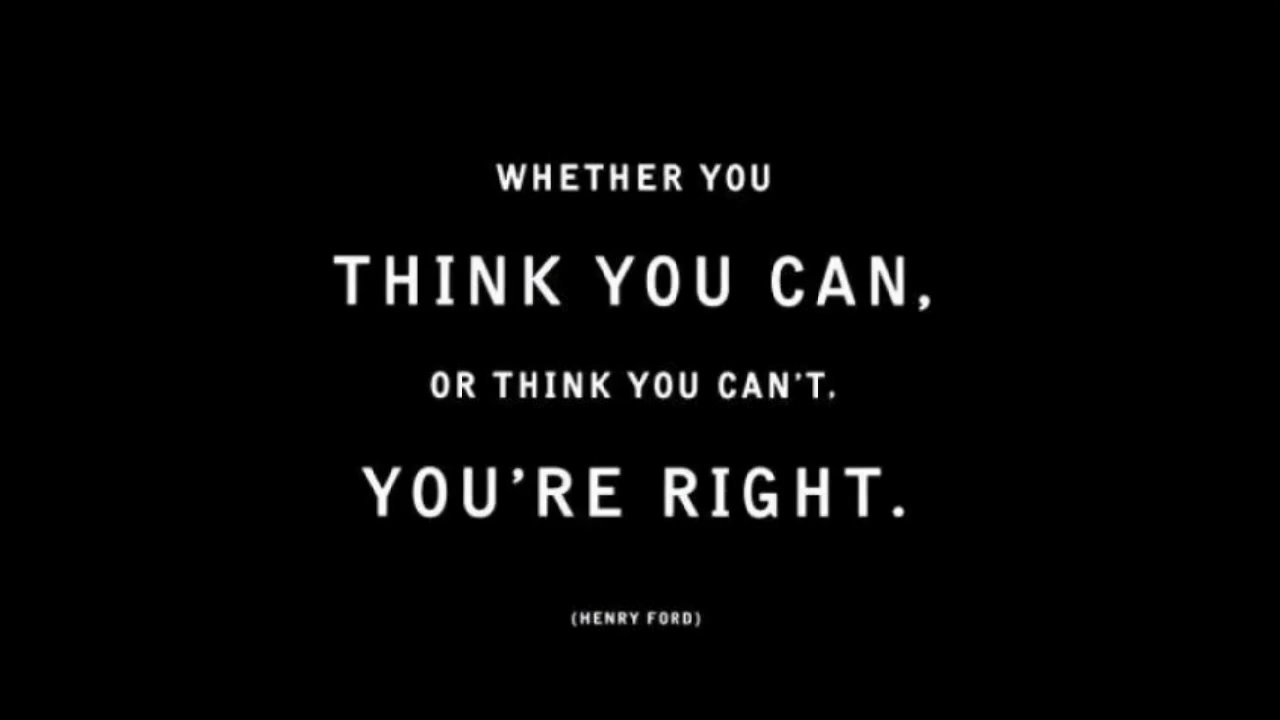 WHETHER YOU
THINK YOU CAN,
OR THINK YOU CAN'T,
YOU'RE RIGHT.
(HENRY FORD)